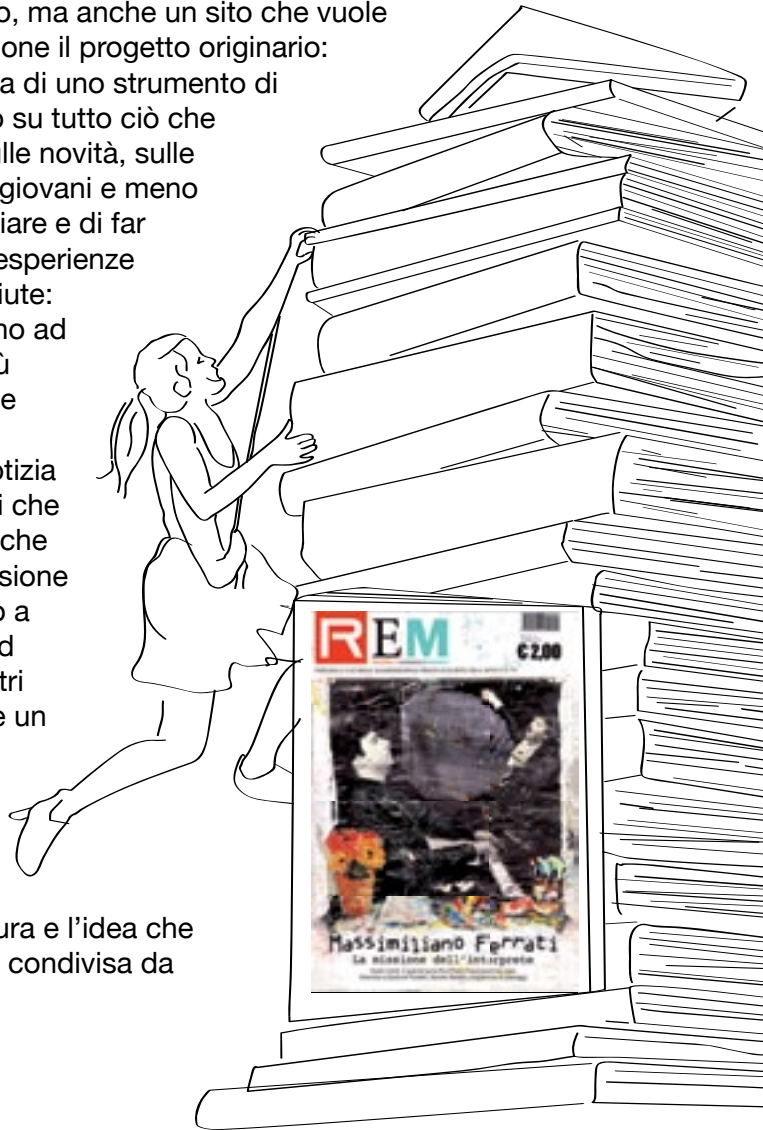 o, ma anche un sito che vuole
one il progetto originario:
a di uno strumento di
o su tutto ciò che
ulle novità, sulle
giovani e meno
iare e di far
esperienze
iute:
no ad
ù
e
otizia
i che
che
sione
o a
d
tri
e un
ura e l’idea che
condivisa da
REM
€ 2,00
Massimiliano Ferrati
La missione dell'interprete